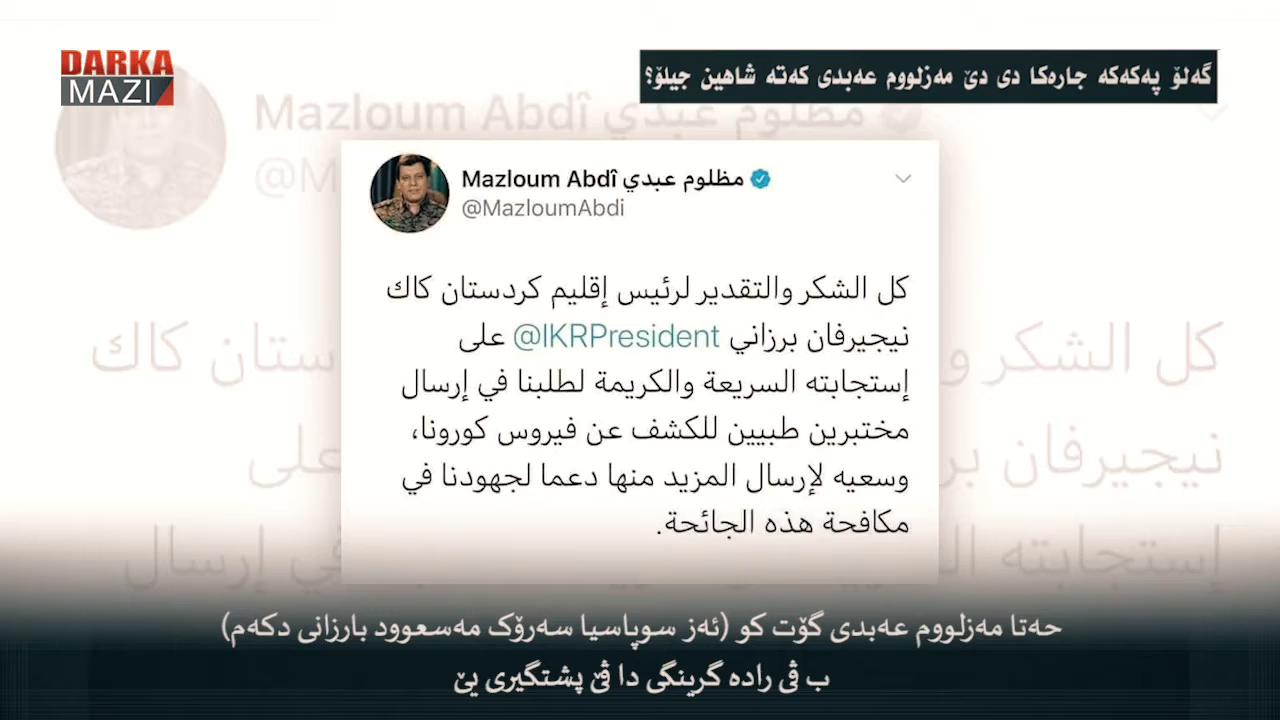 DARKA
MAZI
گەلۆ پەکەکە جارەکا دی دێ مەزلووم عەبدی کەتە شاهین جیلۆ؟
Mazloum Abdî مظلوم عبدي
@MazloumAbdi
كل الشكر والتقدير لرئيس إقليم كردستان كاك
نيجيرفان برزاني @IKRPresident على
إستجابته السريعة والكريمة لطلبنا في إرسال
مختبرين طبيين للكشف عن فيروس كورونا،
وسعيه لإرسال المزيد منها دعما لجهودنا في
مكافحة هذه الجائحة.
حەتا مەزلووم عەبدی گۆت کو (ئەز سوپاسیا سەرۆک مەسعوود بارزانی دکەم)
ب ڤی رادە گرینگی دا ڤێ پشتگیری یێ